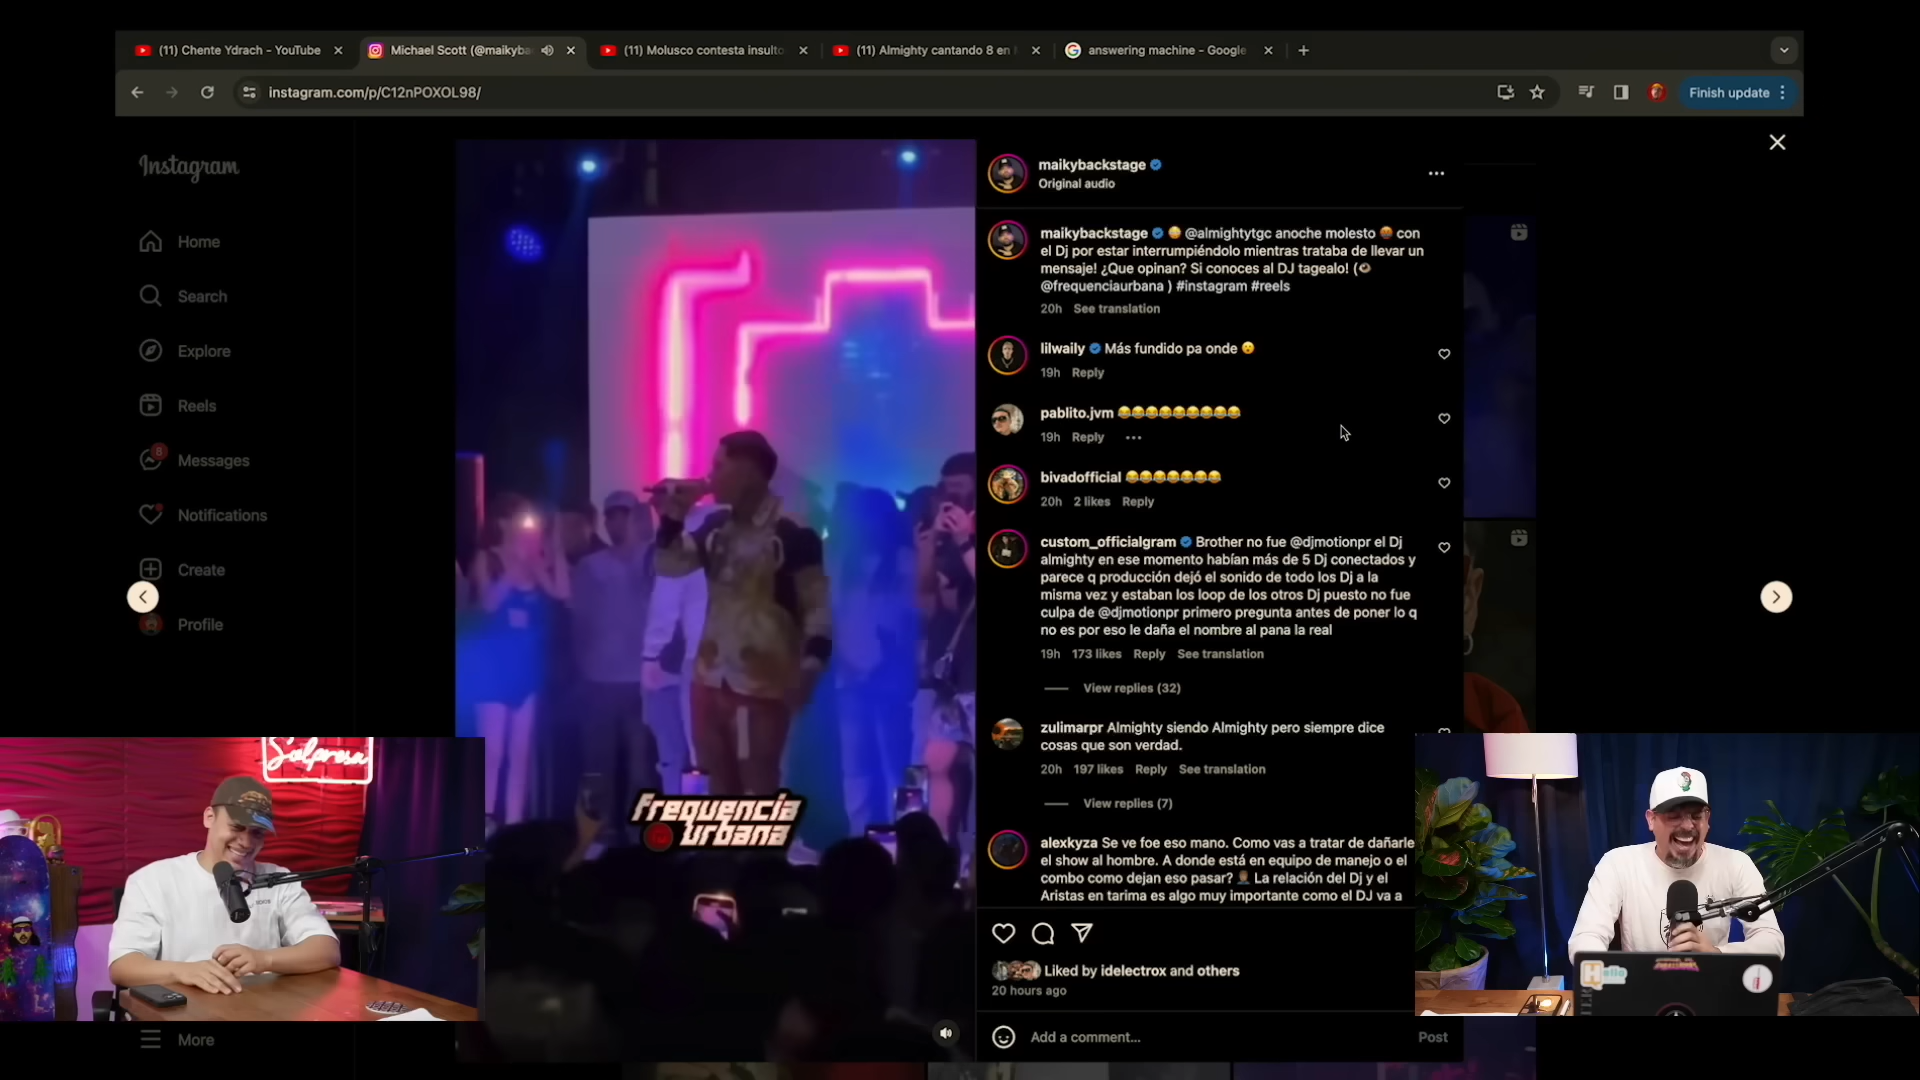 (11) Chente Ydrach - YouTube
Michael Scott (@maikyba
(11) Molusco contesta insulto
(11) Almighty cantando 8 en
answering machine - Google
instagram.com/p/C12nPOXOL98/
Finish update
Instagram
Home
Search
Explore
Reels
8
Messages
Notifications
Create
Profile
More
maikybackstage
Original audio
maikybackstage 😳 @almightytgc anoche molesto 😡 con
el Dj por estar interrumpiéndolo mientras trataba de llevar un
mensaje! ¿Que opinan? Si conoces al DJ tagealo! (
@frequenciaurbana ) #instagram #reels
20h See translation
lilwaily Más fundido pa onde 😮
19h Reply
pablito.jvm 😂😂😂😂😂😂😂😂😂
19h Reply
bivadofficial 😂😂😂😂😂😂😂
20h 2 likes Reply
custom_officialgram Brother no fue @djmotionpr el Dj
almighty en ese momento habían más de 5 Dj conectados y
parece q producción dejó el sonido de todo los Dj a la
misma vez y estaban los loop de los otros Dj puesto no fue
culpa de @djmotionpr primero pregunta antes de poner lo q
no es por eso le daña el nombre al pana la real
19h 173 likes Reply See translation
View replies (32)
zulimarpr Almighty siendo Almighty pero siempre dice
cosas que son verdad.
20h 197 likes Reply See translation
View replies (7)
alexkyza Se ve foe eso mano. Como vas a tratar de dañarle
el show al hombre. A donde está en equipo de manejo o el
combo como dejan eso pasar? La relación del Dj y el
Aristas en tarima es algo muy importante como el DJ va a
Liked by idelectrox and others
20 hours ago
Add a comment...
Post
frequencia
urbana
Sálpresa
Hello